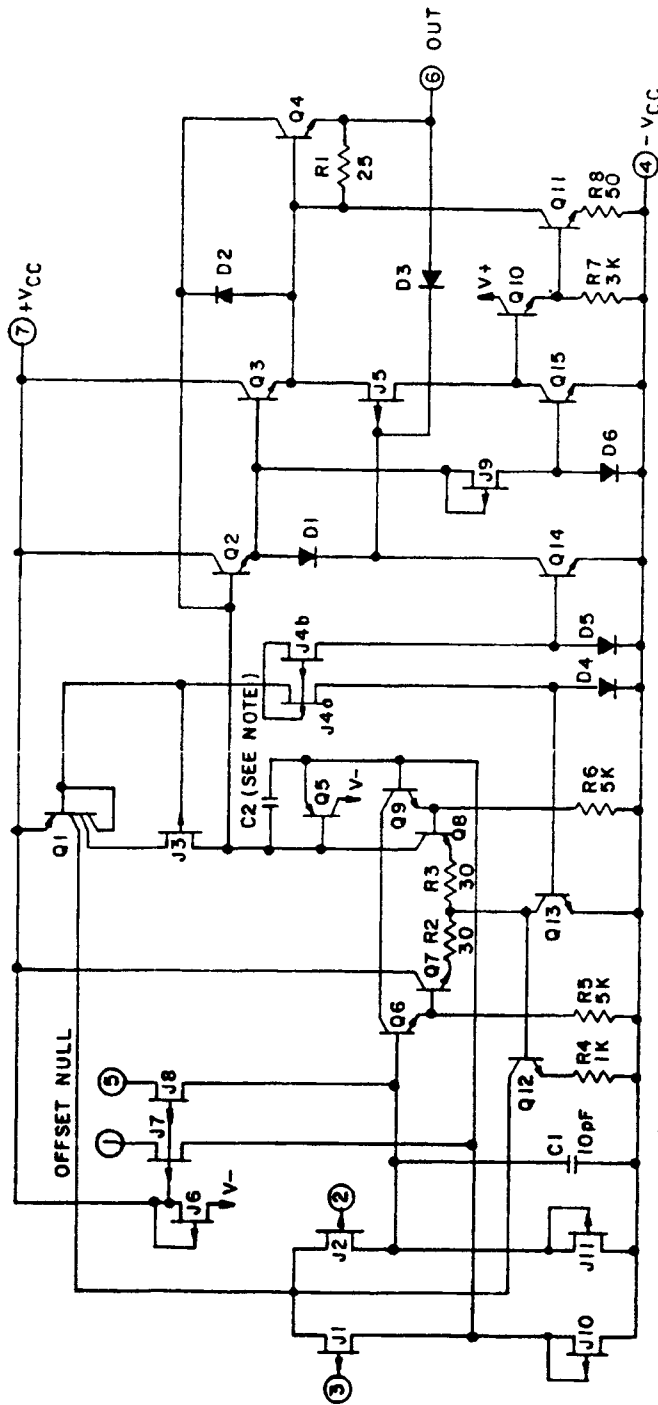 7 +VCC
Q1
OFFSET NULL
1
5
J7
J8
J6
V-
J3
Q2
Q3
D2
Q4
R1
25
6 OUT
D1
J5
D3
J4b
C2 (SEE NOTE)
Q5
V-
3
J1
J2
2
Q6
Q7
R2
30
R3
30
Q8
Q9
J9
V+
Q10
Q11
Q12
Q13
Q14
Q15
J10
J11
C1
10pF
R4
1K
R5
5K
R6
5K
D4
D5
D6
R7
3K
R8
50
4 -VCC